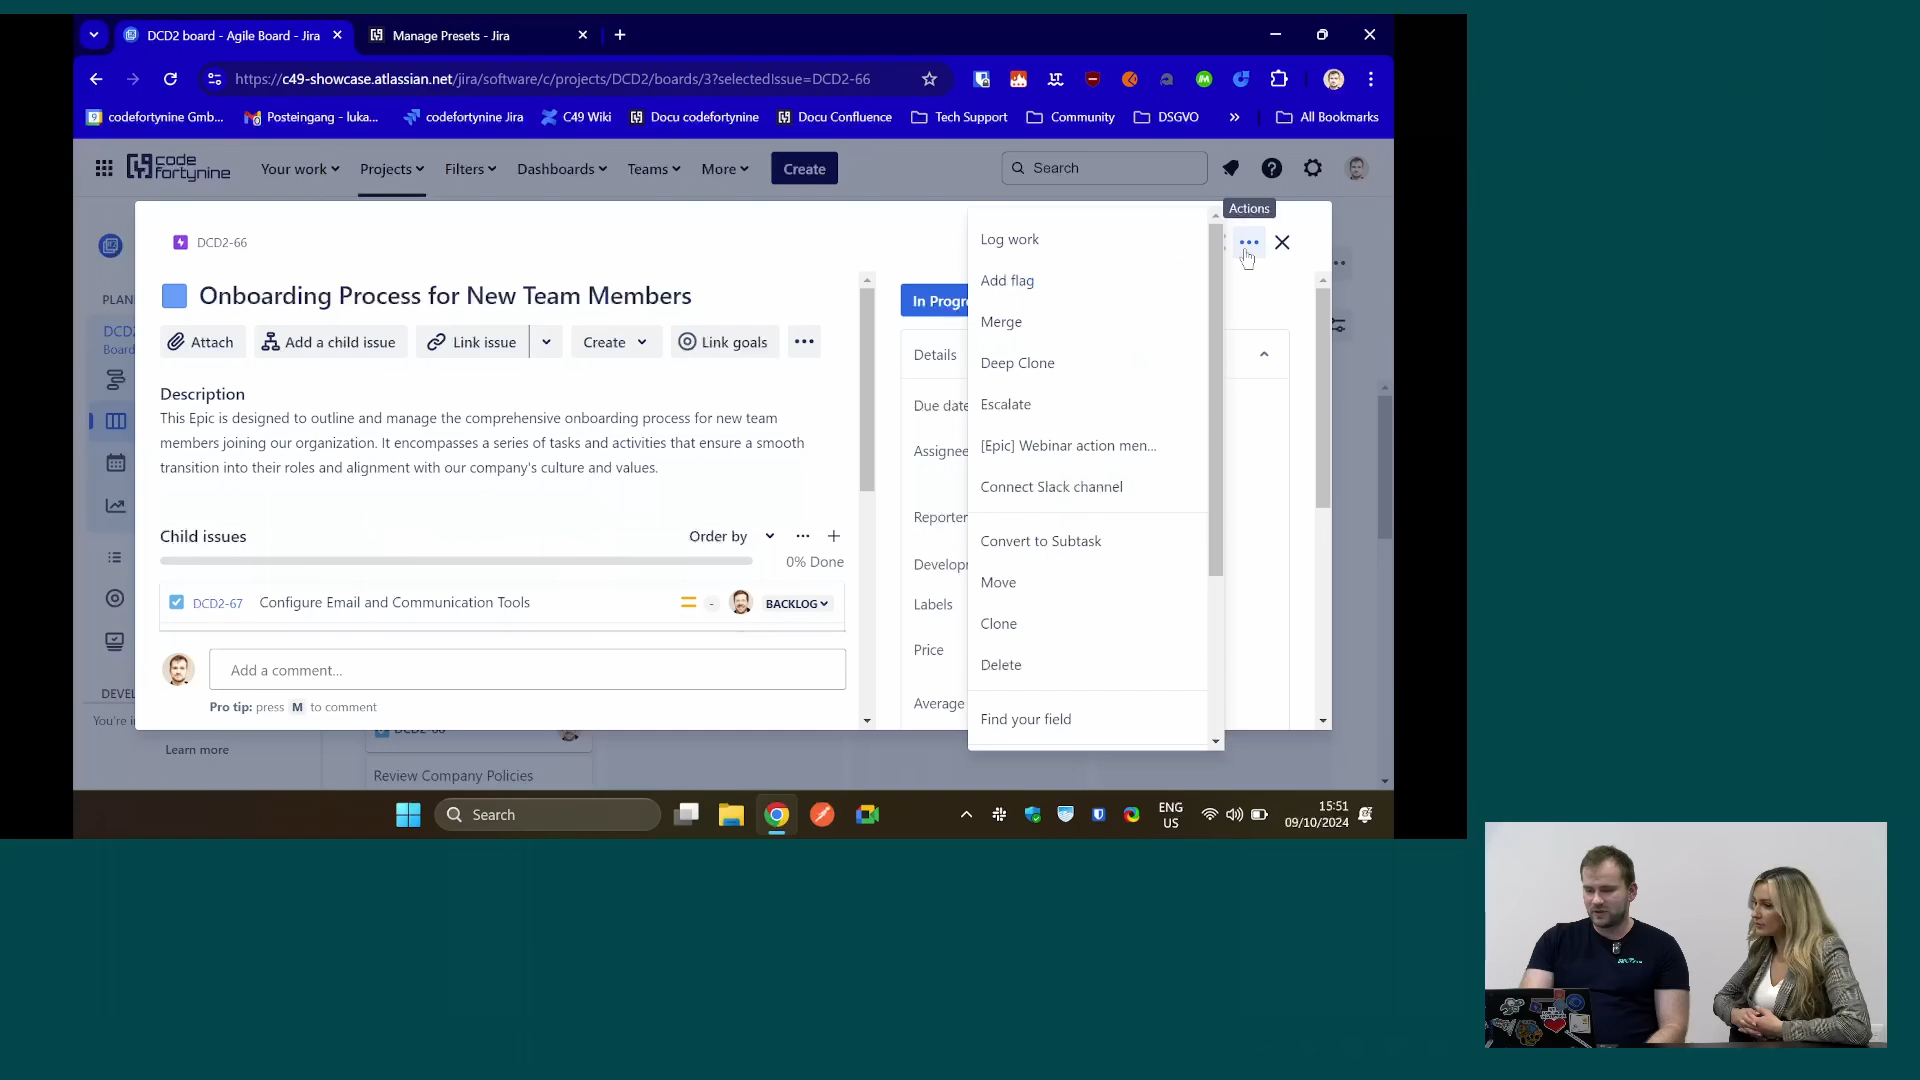 DCD2 board - Agile Board - Jira
Manage Presets - Jira
https://c49-showcase.atlassian.net/jira/software/c/projects/DCD2/boards/3?selectedIssue=DCD2-66
codefortynine Gmb...
Posteingang - luka...
codefortynine Jira
C49 Wiki
Docu codefortynine
Docu Confluence
Tech Support
Community
DSGVO
»
All Bookmarks
code
fortynine
Your work
Projects
Filters
Dashboards
Teams
More
Create
Search
Actions
DCD2-66
Onboarding Process for New Team Members
Attach
Add a child issue
Link issue
Create
Link goals
Description
This Epic is designed to outline and manage the comprehensive onboarding process for new team
members joining our organization. It encompasses a series of tasks and activities that ensure a smooth
transition into their roles and alignment with our company's culture and values.
Child issues
Order by
0% Done
DCD2-67
Configure Email and Communication Tools
-
BACKLOG
Add a comment...
Pro tip: press M to comment
In Progr
Details
Due date
Assignee
Reporter
Develop
Labels
Price
Average
Log work
Add flag
Merge
Deep Clone
Escalate
[Epic] Webinar action men...
Connect Slack channel
Convert to Subtask
Move
Clone
Delete
Find your field
PLAN
DCD2
Board
DEVEL
You're i
Learn more
Review Company Policies
Search
ENG
US
15:51
09/10/2024